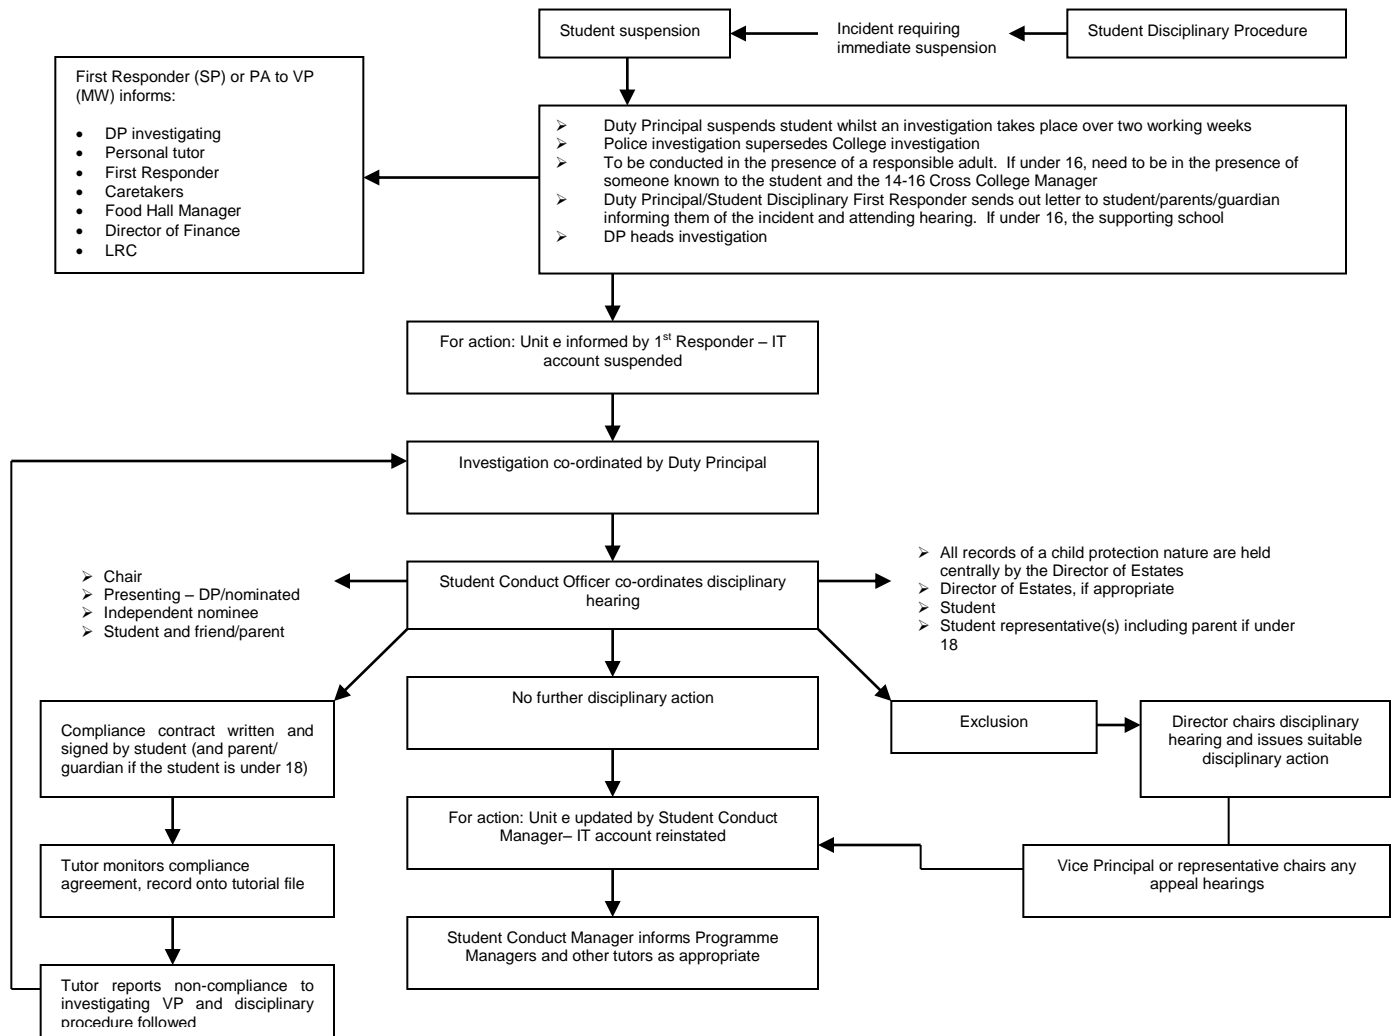 Student suspension
Incident requiring
immediate suspension
Student Disciplinary Procedure
First Responder (SP) or PA to VP
(MW) informs:
• DP investigating
• Personal tutor
• First Responder
• Caretakers
• Food Hall Manager
• Director of Finance
• LRC
➢ Duty Principal suspends student whilst an investigation takes place over two working weeks
➢ Police investigation supersedes College investigation
➢ To be conducted in the presence of a responsible adult. If under 16, need to be in the presence of
someone known to the student and the 14-16 Cross College Manager
➢ Duty Principal/Student Disciplinary First Responder sends out letter to student/parents/guardian
informing them of the incident and attending hearing. If under 16, the supporting school
➢ DP heads investigation
For action: Unit e informed by 1st Responder – IT
account suspended
Investigation co-ordinated by Duty Principal
➢ Chair
➢ Presenting – DP/nominated
➢ Independent nominee
➢ Student and friend/parent
Student Conduct Officer co-ordinates disciplinary
hearing
➢ All records of a child protection nature are held
centrally by the Director of Estates
➢ Director of Estates, if appropriate
➢ Student
➢ Student representative(s) including parent if under
18
Compliance contract written and
signed by student (and parent/
guardian if the student is under 18)
No further disciplinary action
Exclusion
Director chairs disciplinary
hearing and issues suitable
disciplinary action
For action: Unit e updated by Student Conduct
Manager– IT account reinstated
Tutor monitors compliance
agreement, record onto tutorial file
Vice Principal or representative chairs any
appeal hearings
Student Conduct Manager informs Programme
Managers and other tutors as appropriate
Tutor reports non-compliance to
investigating VP and disciplinary
procedure followed